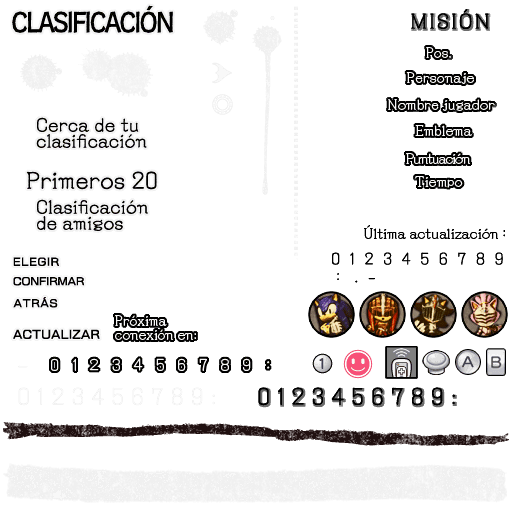 CLASIFICACIÓN
MISIÓN
Pos.
Personaje
Nombre jugador
Emblema
Puntuación
Tiempo
Cerca de tu
clasificación
Primeros 20
Clasificación
de amigos
Última actualización :
0 1 2 3 4 5 6 7 8 9
: . -
ELEGIR
CONFIRMAR
ATRÁS
ACTUALIZAR
Próxima
conexión en:
- 0 1 2 3 4 5 6 7 8 9 :
1
A
B
0123456789:
0123456789:
A